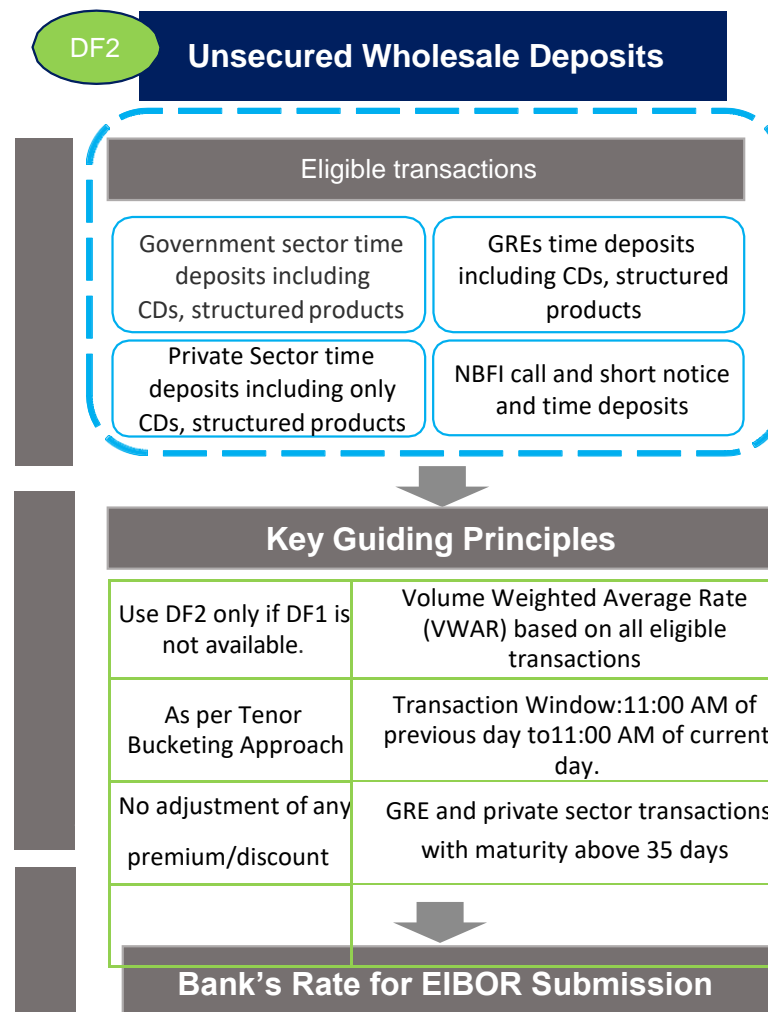 DF2
Unsecured Wholesale Deposits
Eligible transactions
Government sector time
deposits including
CDs, structured products
GREs time deposits
including CDs, structured
products
Private Sector time
deposits including only
CDs, structured products
NBFI call and short notice
and time deposits
Key Guiding Principles
Use DF2 only if DF1 is
not available.
Volume Weighted Average Rate
(VWAR) based on all eligible
transactions
As per Tenor
Bucketing Approach
Transaction Window:11:00 AM of
previous day to11:00 AM of current
day.
No adjustment of any
premium/discount
GRE and private sector transactions
with maturity above 35 days
Bank's Rate for EIBOR Submission